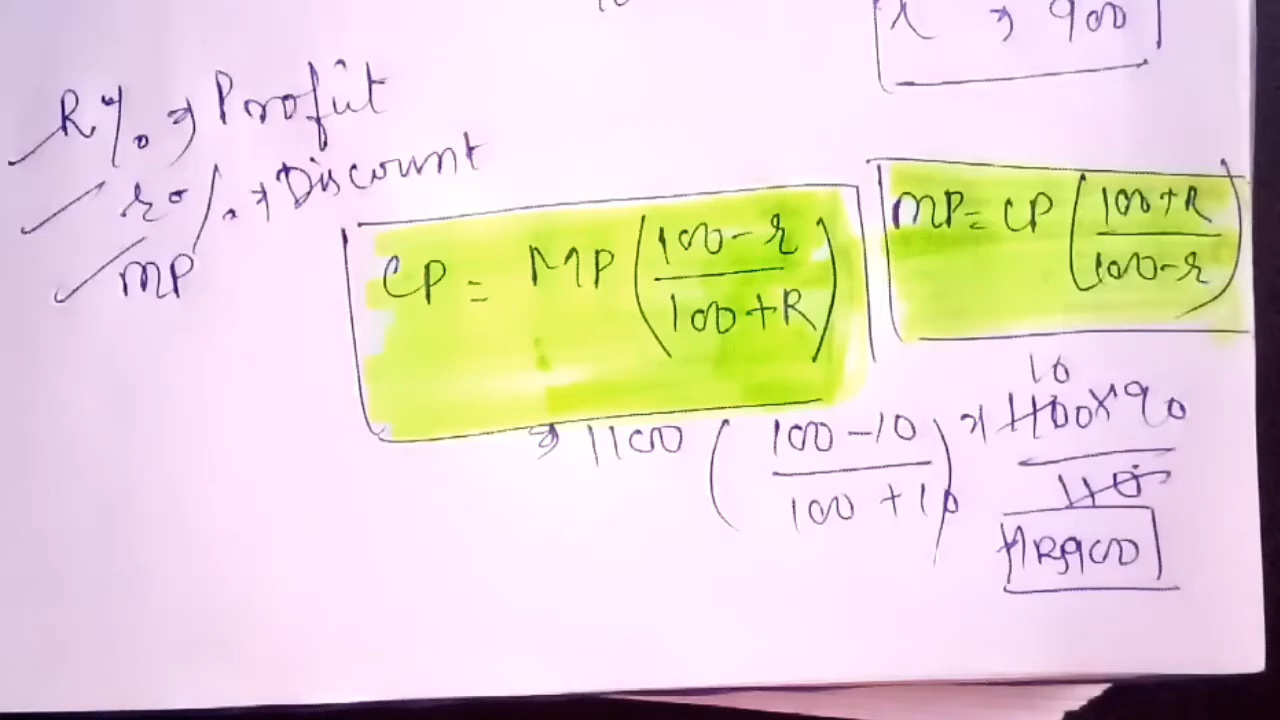 x ⇒ 900
R% ⇒ Profit
r% ⇒ Discount
MP
CP = MP (100-r / 100+R)
MP = CP (100+R / 100-r)
⇒ 1100 (100-10 / 100+10) ⇒ 1100×90 / 110
10
900